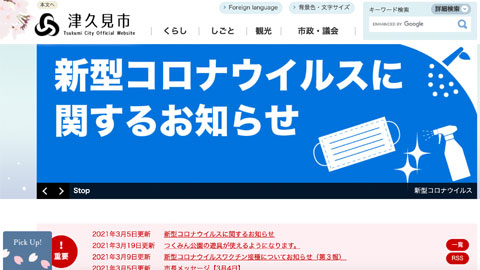 本文へ
津久見市
Tsukumi City Official Website
Foreign language
背景色・文字サイズ
キーワード検索
詳細検索
ENHANCED BY Google
くらし
しごと
観光
市政・議会
新型コロナウイルスに
関するお知らせ
Stop
新型コロナウイルス
Pick Up!
重要
2021年3月5日更新 新型コロナウイルスに関するお知らせ
2021年3月19日更新 つくみん公園の遊具が使えるようになります。
2021年3月9日更新 新型コロナウイルスワクチン接種についてお知らせ（第３報）
2021年3月5日更新 市長メッセージ【3月4日】
一覧
RSS